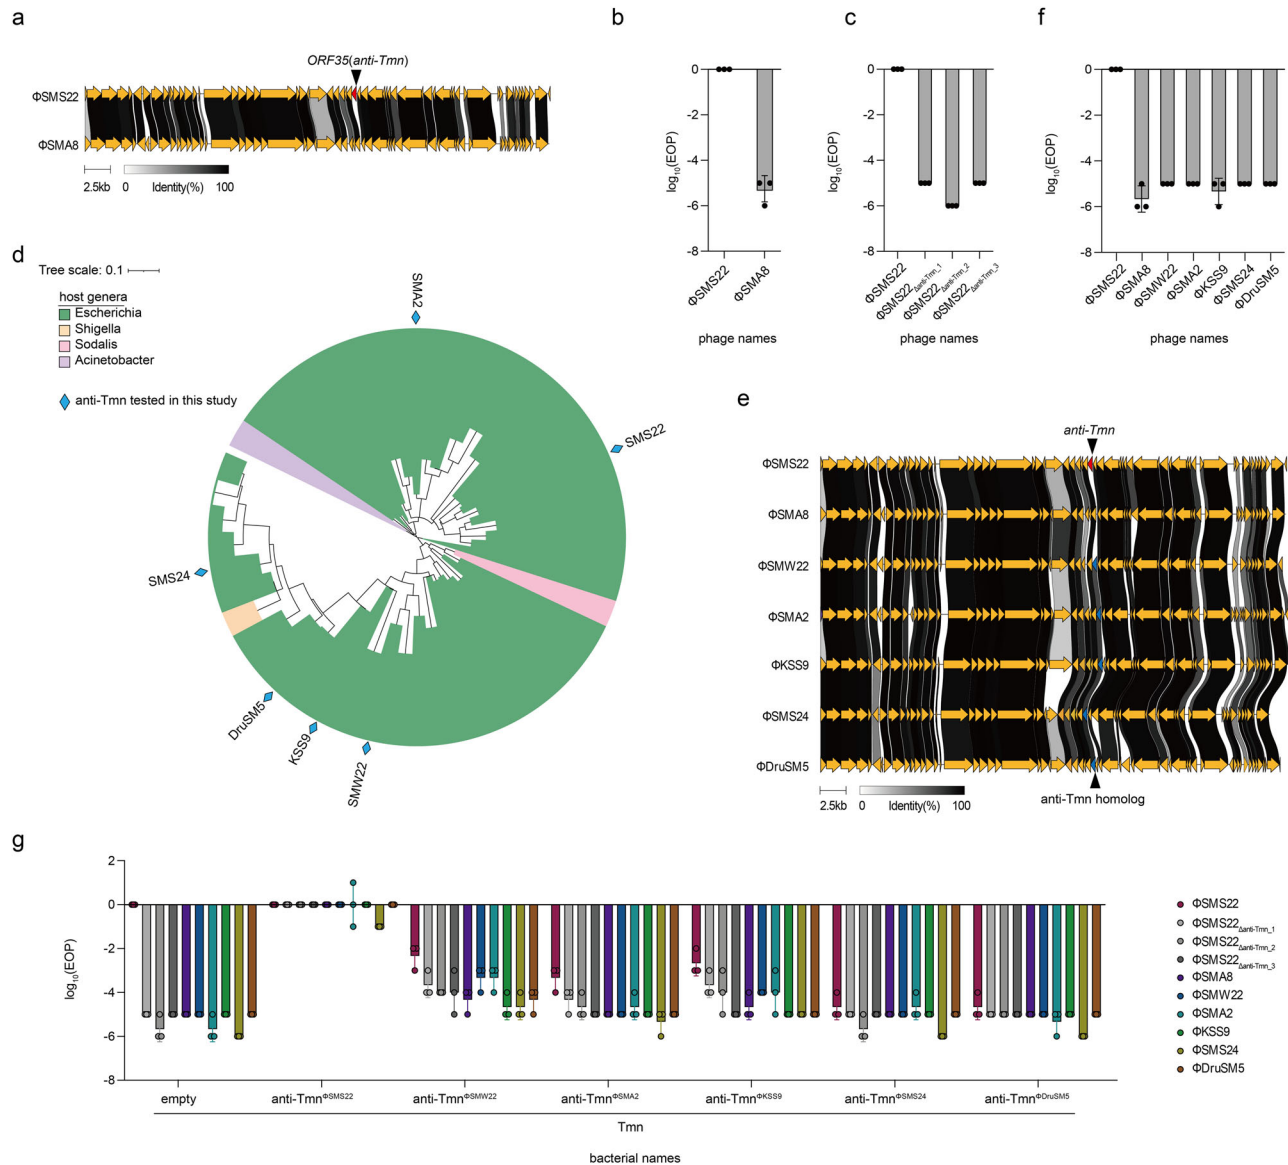 a
ORF35(anti-Tmn)
ΦSMS22
ΦSMA8
2.5kb
0 Identity(%) 100
b
0
-2
-4
-6
-8
log10(EOP)
ΦSMS22
ΦSMA8
phage names
c
0
-2
-4
-6
-8
log10(EOP)
ΦSMS22
ΦSMS22Δanti-Tmn_1
ΦSMS22Δanti-Tmn_2
ΦSMS22Δanti-Tmn_3
phage names
f
0
-2
-4
-6
-8
log10(EOP)
ΦSMS22
ΦSMA8
ΦSMW22
ΦSMA2
ΦKSS9
ΦSMS24
ΦDruSM5
phage names
d
Tree scale: 0.1
host genera
Escherichia
Shigella
Sodalis
Acinetobacter
anti-Tmn tested in this study
SMA2
SMS22
SMS24
DruSM5
KSS9
SMW22
e
anti-Tmn
ΦSMS22
ΦSMA8
ΦSMW22
ΦSMA2
ΦKSS9
ΦSMS24
ΦDruSM5
2.5kb
0 Identity(%) 100
anti-Tmn homolog
g
2
0
-2
-4
-6
-8
log10(EOP)
empty
anti-TmnΦSMS22
anti-TmnΦSMW22
anti-TmnΦSMA2
anti-TmnΦKSS9
anti-TmnΦSMS24
anti-TmnΦDruSM5
Tmn
bacterial names
ΦSMS22
ΦSMS22Δanti-Tmn_1
ΦSMS22Δanti-Tmn_2
ΦSMS22Δanti-Tmn_3
ΦSMA8
ΦSMW22
ΦSMA2
ΦKSS9
ΦSMS24
ΦDruSM5